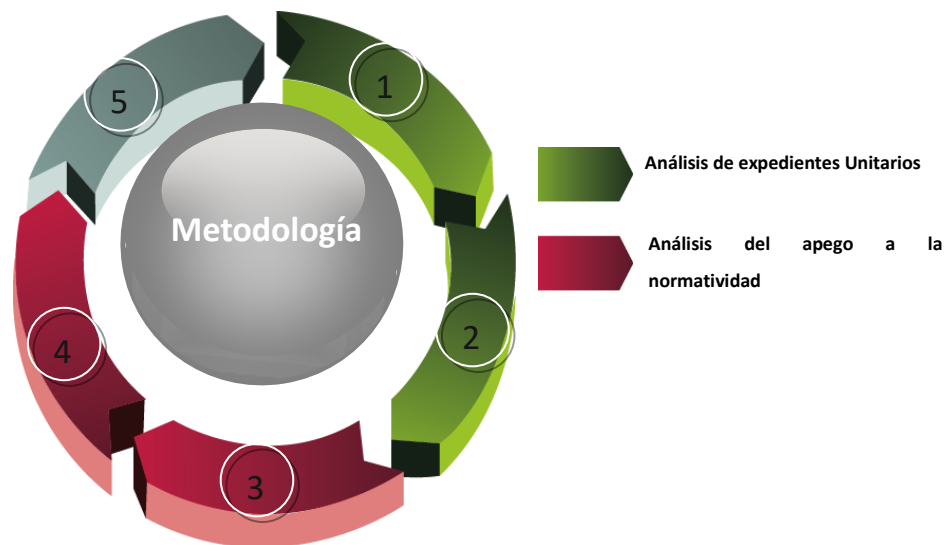 1
5
Metodología
2
4
3
Análisis de expedientes Unitarios
Análisis del apego a la
normatividad